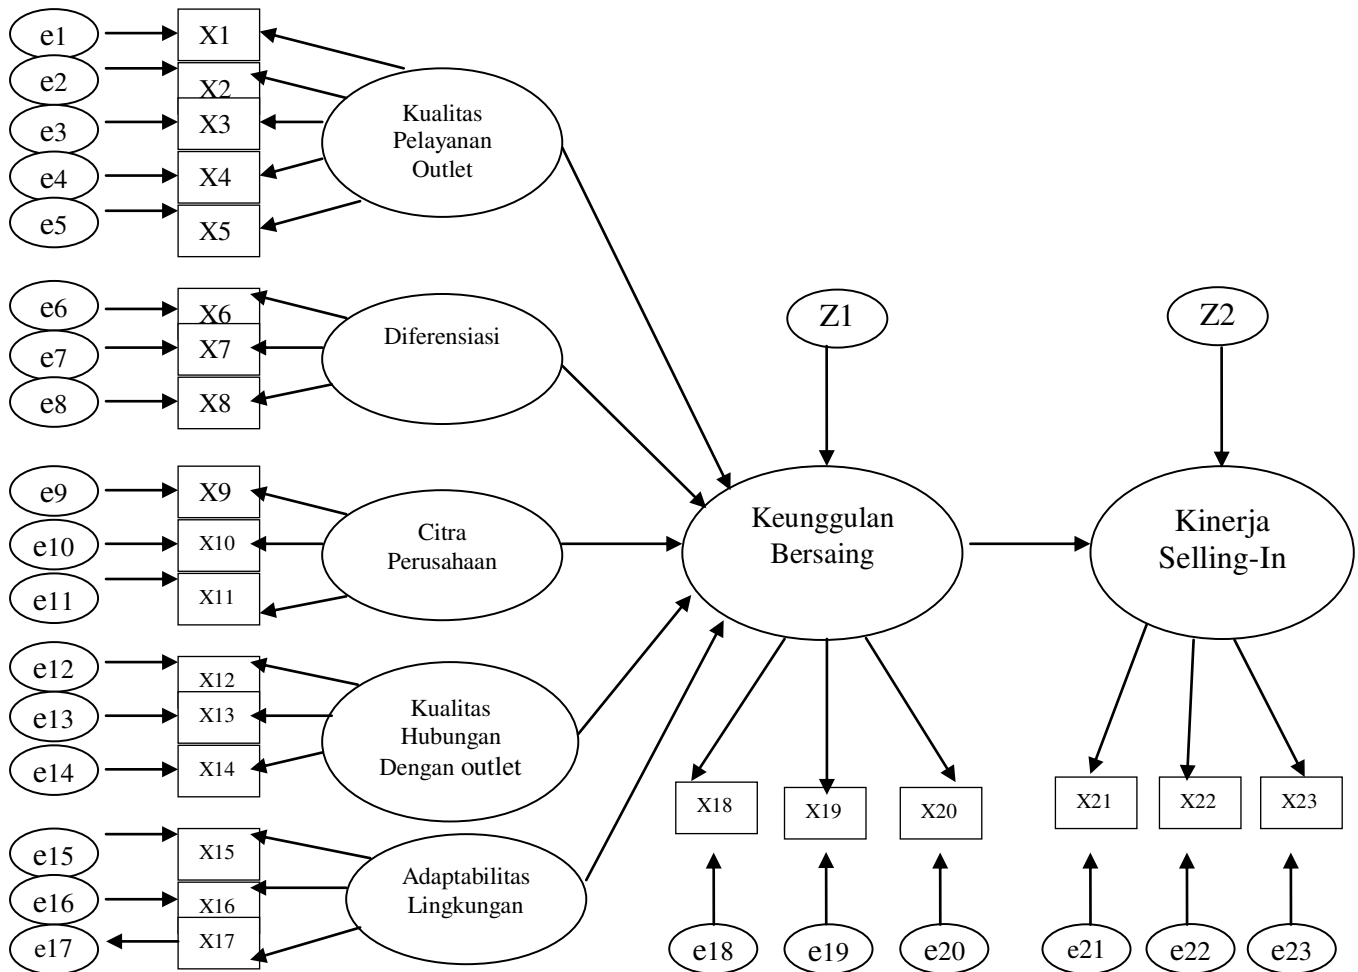 e1
X1
e2
X2
e3
X3
e4
X4
e5
X5
Kualitas
Pelayanan
Outlet
e6
X6
e7
X7
e8
X8
Diferensiasi
Z1
Z2
e9
X9
e10
X10
e11
X11
Citra
Perusahaan
Keunggulan
Bersaing
Kinerja
Selling-In
e12
X12
e13
X13
e14
X14
Kualitas
Hubungan
Dengan outlet
e15
X15
e16
X16
e17
X17
Adaptabilitas
Lingkungan
X18
X19
X20
X21
X22
X23
e18
e19
e20
e21
e22
e23